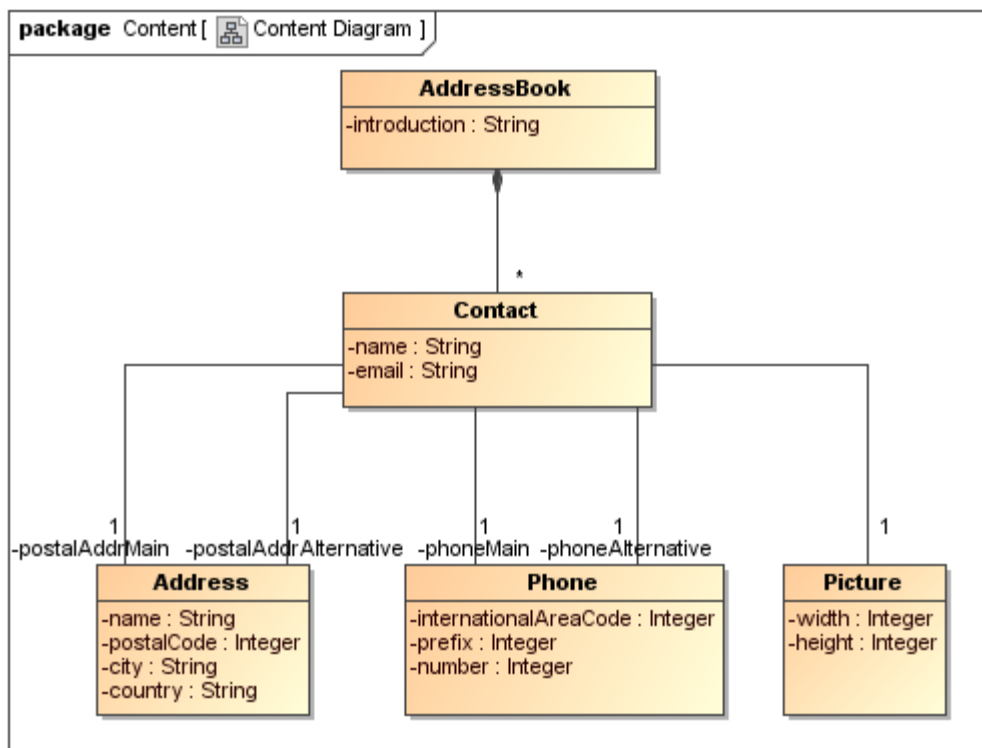 package Content [ Content Diagram ]
AddressBook
-introduction : String
*
Contact
-name : String
-email : String
1
-postalAddrMain
1
-postalAddrAlternative
1
-phoneMain
1
-phoneAlternative
1
Address
-name : String
-postalCode : Integer
-city : String
-country : String
Phone
-internationalAreaCode : Integer
-prefix : Integer
-number : Integer
Picture
-width : Integer
-height : Integer